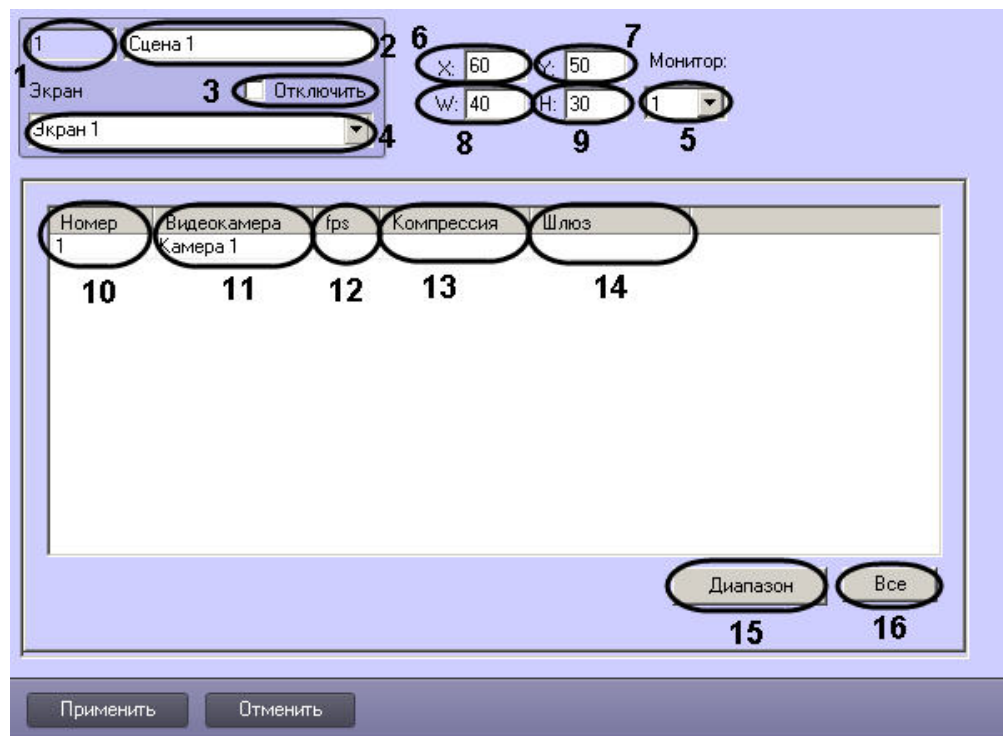 1 Сцена 1 2
1 Экран 3 Отключить
Экран 1 4
6 7
X: 60 Y: 50 Монитор:
W: 40 H: 30 1
8 9 5
Номер Видеокамера fps Компрессия Шлюз
1 Камера 1
10 11 12 13 14
Диапазон Все
15 16
Применить Отменить